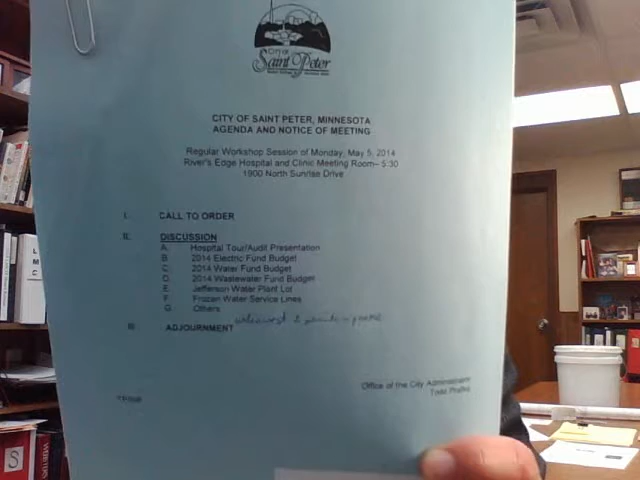 City of
Saint Peter
CITY OF SAINT PETER, MINNESOTA
AGENDA AND NOTICE OF MEETING
Regular Workshop Session of Monday, May 5, 2014
River's Edge Hospital and Clinic Meeting Room– 5:30
1900 North Sunrise Drive
I. CALL TO ORDER
II. DISCUSSION
A. Hospital Tour/Audit Presentation
B. 2014 Electric Fund Budget
C. 2014 Water Fund Budget
D. 2014 Wastewater Fund Budget
E. Jefferson Water Plant Lot
F. Frozen Water Service Lines
G. Others
III. ADJOURNMENT
Office of the City Administrator
Todd Prafke
S